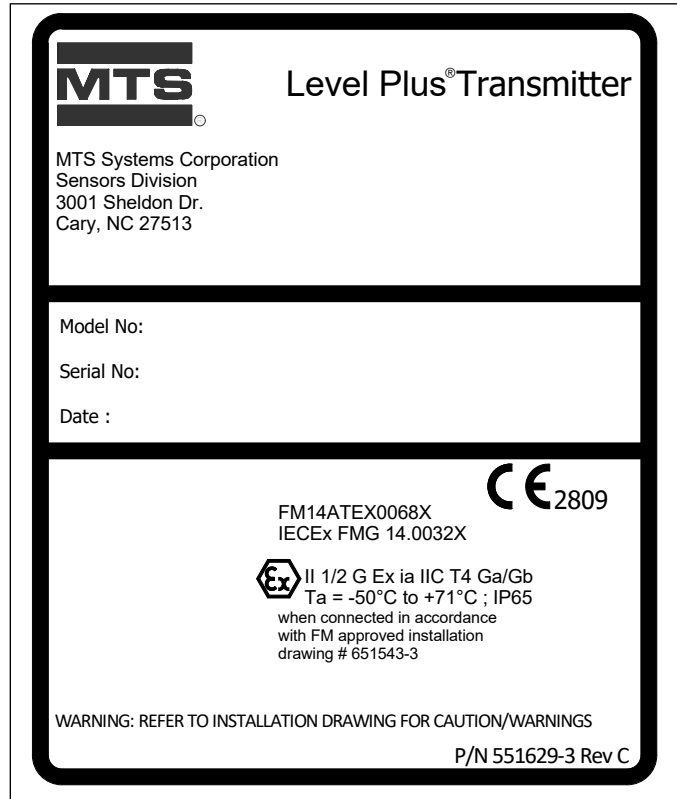 MTS
Level Plus®Transmitter
MTS Systems Corporation
Sensors Division
3001 Sheldon Dr.
Cary, NC 27513
Model No:
Serial No:
Date :
CE 2809
FM14ATEX0068X
IECEx FMG 14.0032X
Ex II 1/2 G Ex ia IIC T4 Ga/Gb
Ta = -50°C to +71°C ; IP65
when connected in accordance
with FM approved installation
drawing # 651543-3
WARNING: REFER TO INSTALLATION DRAWING FOR CAUTION/WARNINGS
P/N 551629-3 Rev C